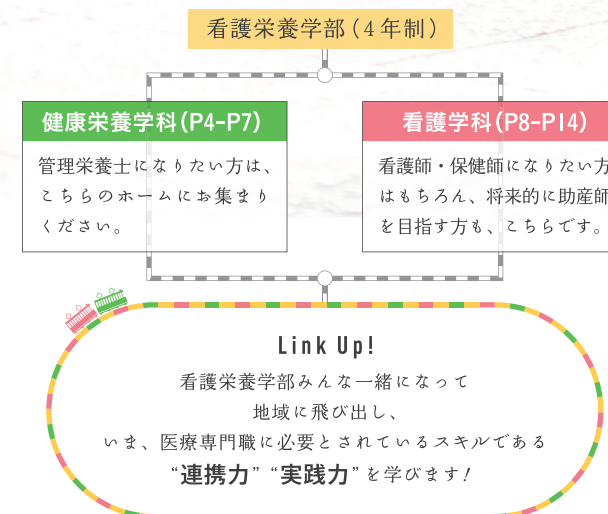 看護栄養学部（4年制）
健康栄養学科(P4-P7)
管理栄養士になりたい方は、
こちらのホームにお集まり
ください。
看護学科(P8-P14)
看護師・保健師になりたい方
はもちろん、将来的に助産師
を目指す方も、こちらです。
Link Up!
看護栄養学部みんな一緒になって
地域に飛び出し、
いま、医療専門職に必要とされているスキルである
“連携力”“実践力”を学びます!